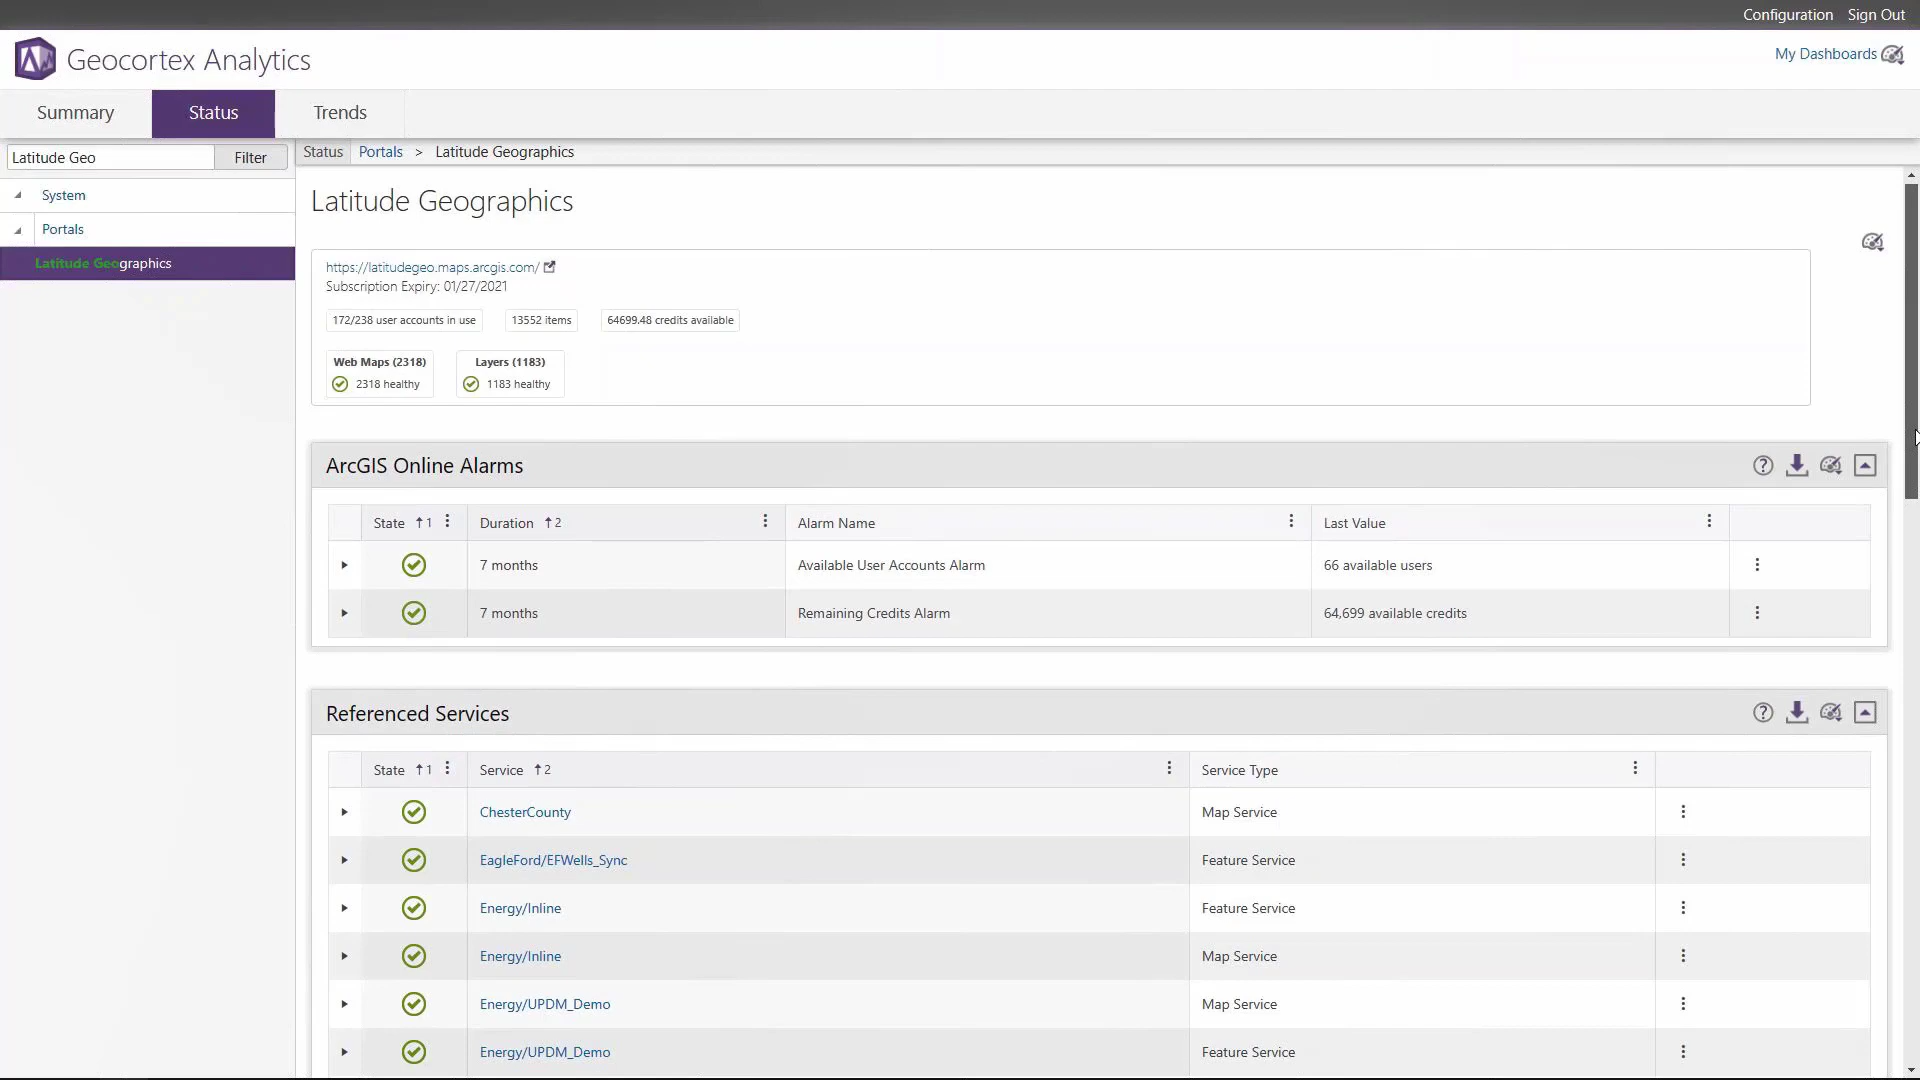 Configuration Sign Out
Geocortex Analytics
My Dashboards
Summary Status Trends
Latitude Geo Filter
Status Portals > Latitude Geographics
System
Portals
Latitude Geographics
Latitude Geographics
https://latitudegeo.maps.arcgis.com/
Subscription Expiry: 01/27/2021
172/238 user accounts in use 13552 items 64699.48 credits available
Web Maps (2318) Layers (1183)
2318 healthy 1183 healthy
ArcGIS Online Alarms
State ↑1 Duration ↑2 Alarm Name Last Value
7 months Available User Accounts Alarm 66 available users
7 months Remaining Credits Alarm 64,699 available credits
Referenced Services
State ↑1 Service ↑2 Service Type
ChesterCounty Map Service
EagleFord/EFWells_Sync Feature Service
Energy/Inline Feature Service
Energy/Inline Map Service
Energy/UPDM_Demo Map Service
Energy/UPDM_Demo Feature Service